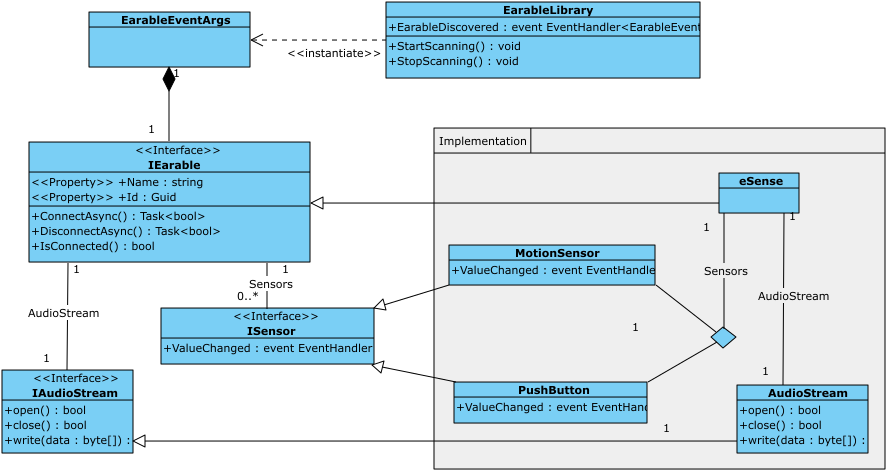 EarableEventArgs
EarableLibrary
+EarableDiscovered : event EventHandler<EarableEvent
+StartScanning() : void
+StopScanning() : void
<<instantiate>>
1
1
<<Interface>>
IEarable
<<Property>> +Name : string
<<Property>> +Id : Guid
+ConnectAsync() : Task<bool>
+DisconnectAsync() : Task<bool>
+IsConnected() : bool
Implementation
eSense
1
1
MotionSensor
+ValueChanged : event EventHandle
Sensors
AudioStream
1
1
Sensors
0..*
AudioStream
<<Interface>>
ISensor
+ValueChanged : event EventHandler
1
1
1
<<Interface>>
IAudioStream
+open() : bool
+close() : bool
+write(data : byte[]) :
PushButton
+ValueChanged : event EventHand
AudioStream
+open() : bool
+close() : bool
+write(data : byte[]) :
1